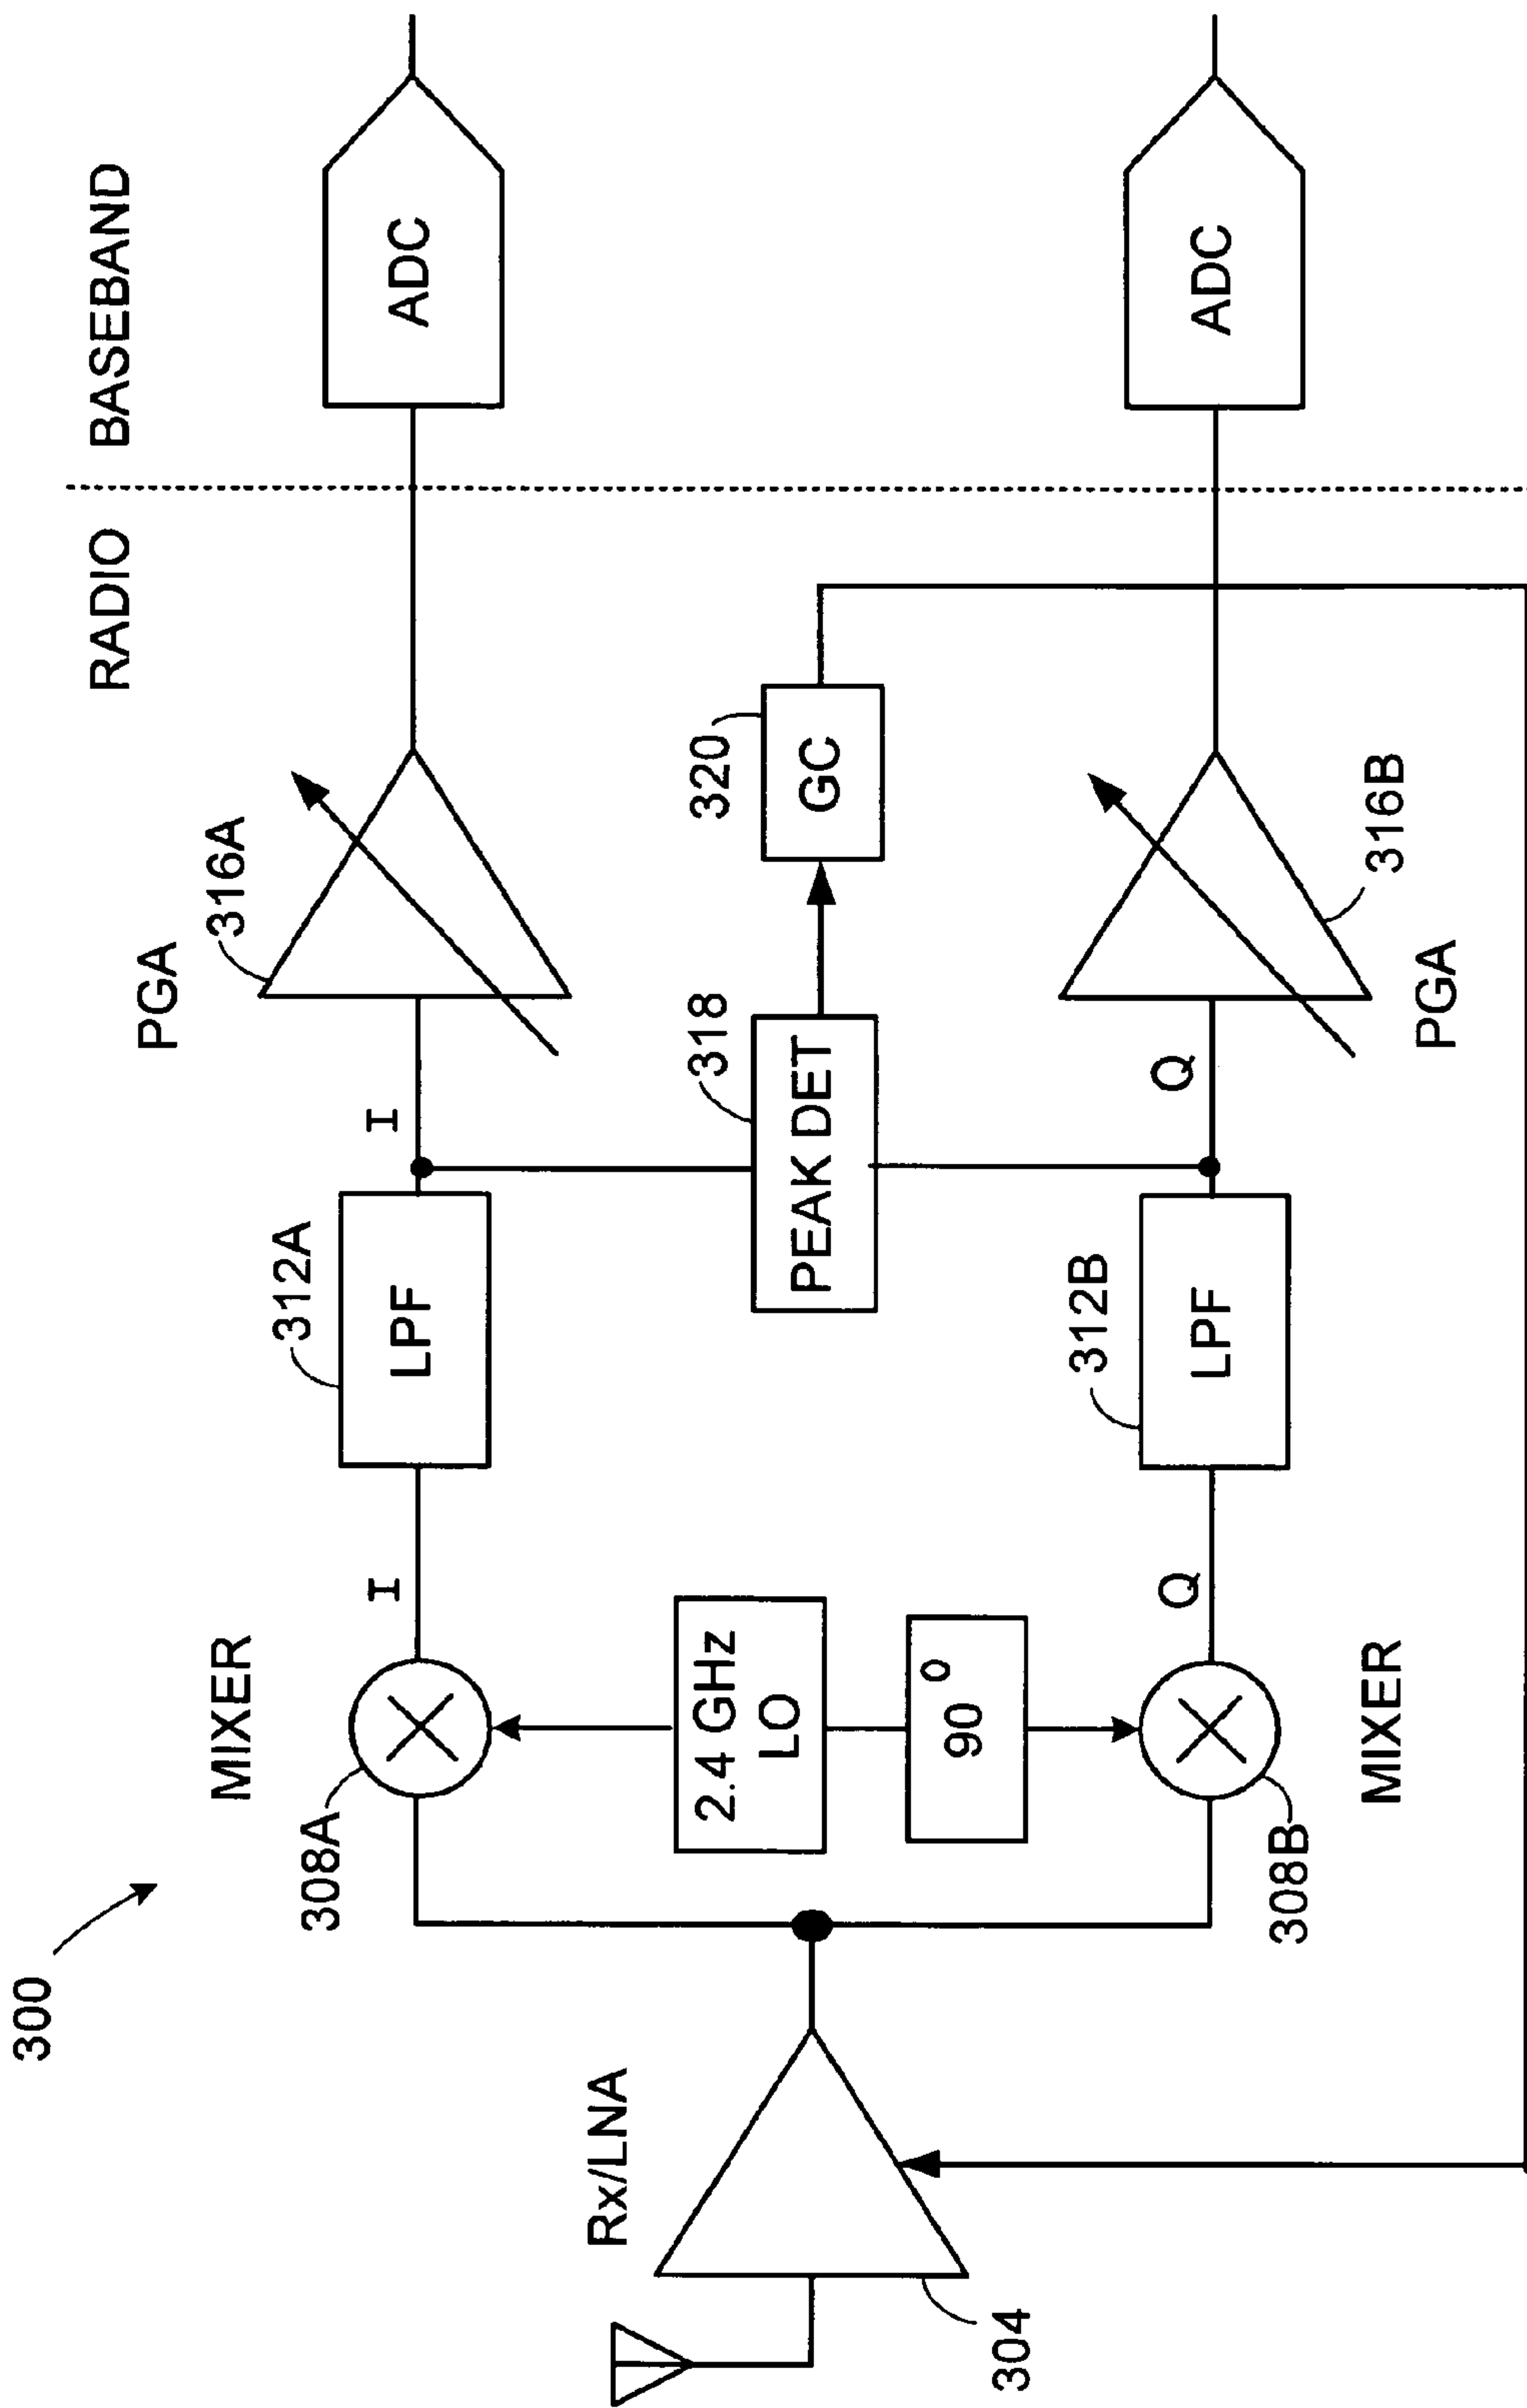 300
RADIO
BASEBAND
MIXER
PGA
308A
312A
316A
I
I
LPF
ADC
Rx/LNA
304
2.4 GHz
LO
90°
318
PEAK DET
320
GC
308B
312B
316B
Q
Q
LPF
ADC
MIXER
PGA